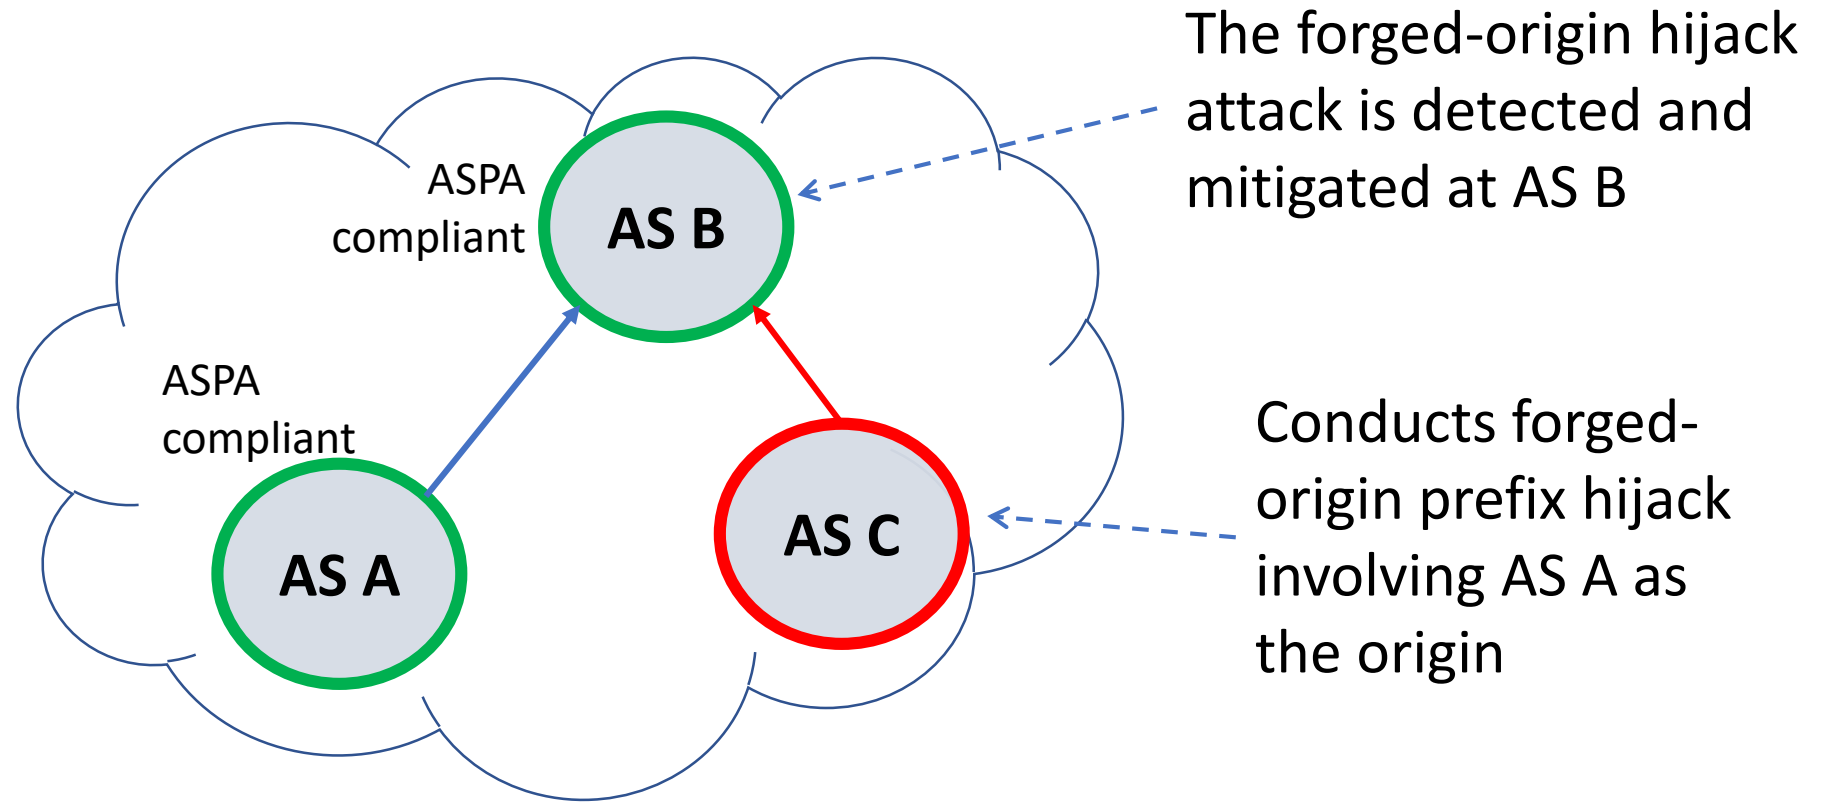 The forged-origin hijack
attack is detected and
mitigated at AS B
ASPA
compliant
AS B
ASPA
compliant
AS A
AS C
Conducts forged-
origin prefix hijack
involving AS A as
the origin